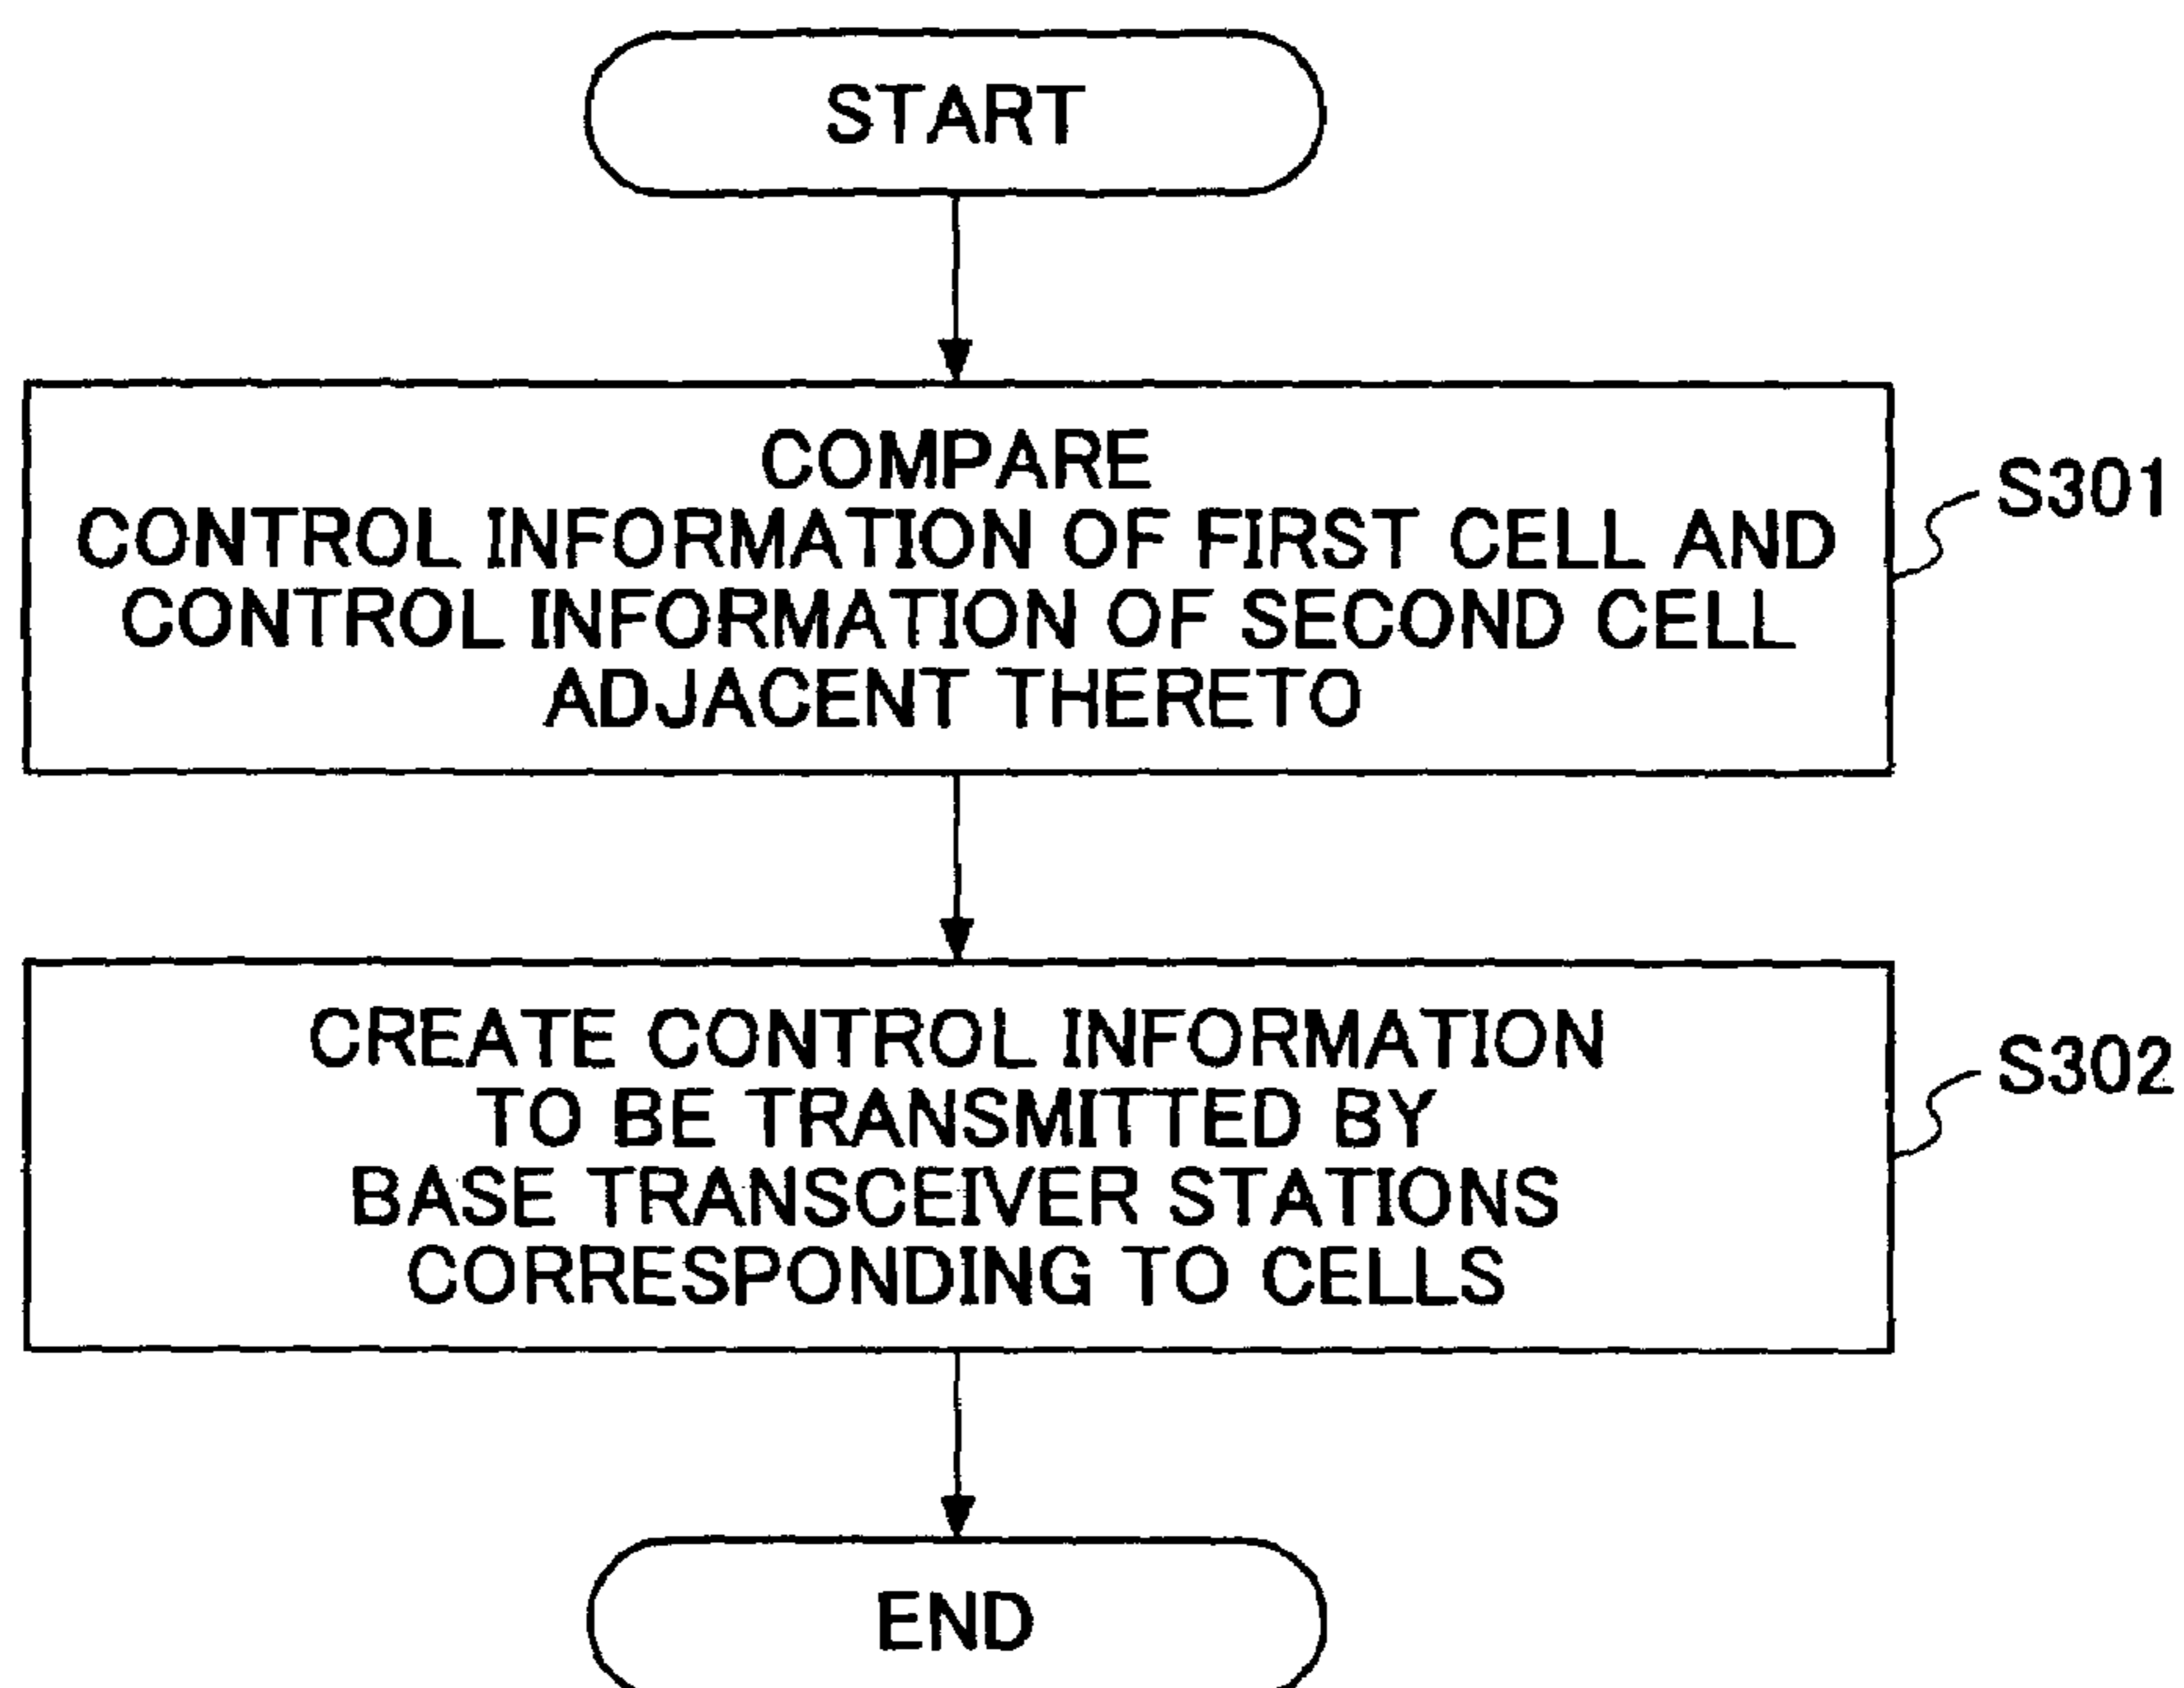 START
COMPARE
CONTROL INFORMATION OF FIRST CELL AND
CONTROL INFORMATION OF SECOND CELL
ADJACENT THERETO
S301
CREATE CONTROL INFORMATION
TO BE TRANSMITTED BY
BASE TRANSCEIVER STATIONS
CORRESPONDING TO CELLS
S302
END